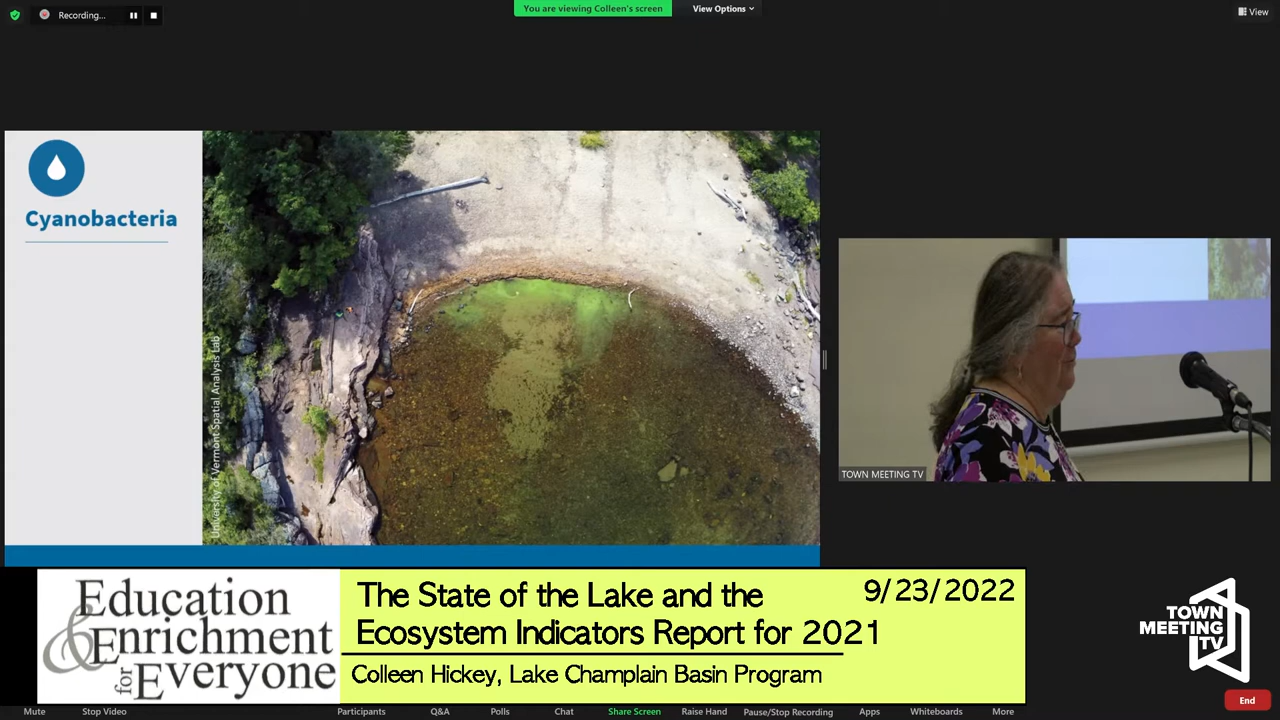 Recording...
You are viewing Colleen's screen
View Options
View
Cyanobacteria
University of Vermont Spatial Analysis Lab
TOWN MEETING TV
Education
& Enrichment
for Everyone
The State of the Lake and the
Ecosystem Indicators Report for 2021
9/23/2022
Colleen Hickey, Lake Champlain Basin Program
TOWN
MEETING
TV
Mute
Stop Video
Participants
Q&A
Polls
Chat
Share Screen
Raise Hand
Pause/Stop Recording
Apps
Whiteboards
More
End